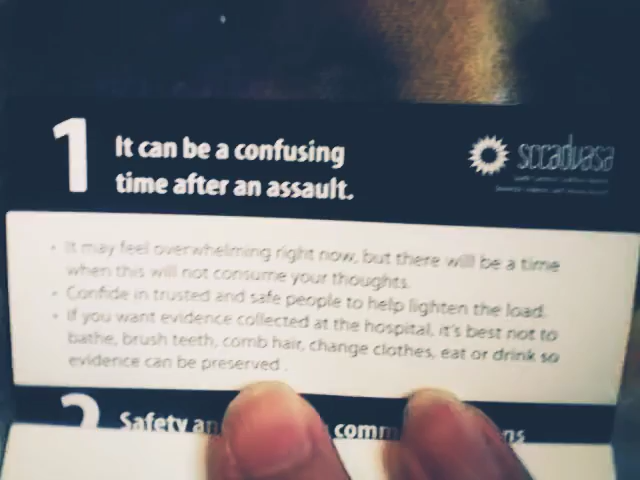 1
It can be a confusing
time after an assault.
sccadvasa
• It may feel overwhelming right now, but there will be a time
when this will not consume your thoughts.
• Confide in trusted and safe people to help lighten the load.
• If you want evidence collected at the hospital, it's best not to
bathe, brush teeth, comb hair, change clothes, eat or drink so
evidence can be preserved.
2
Safety